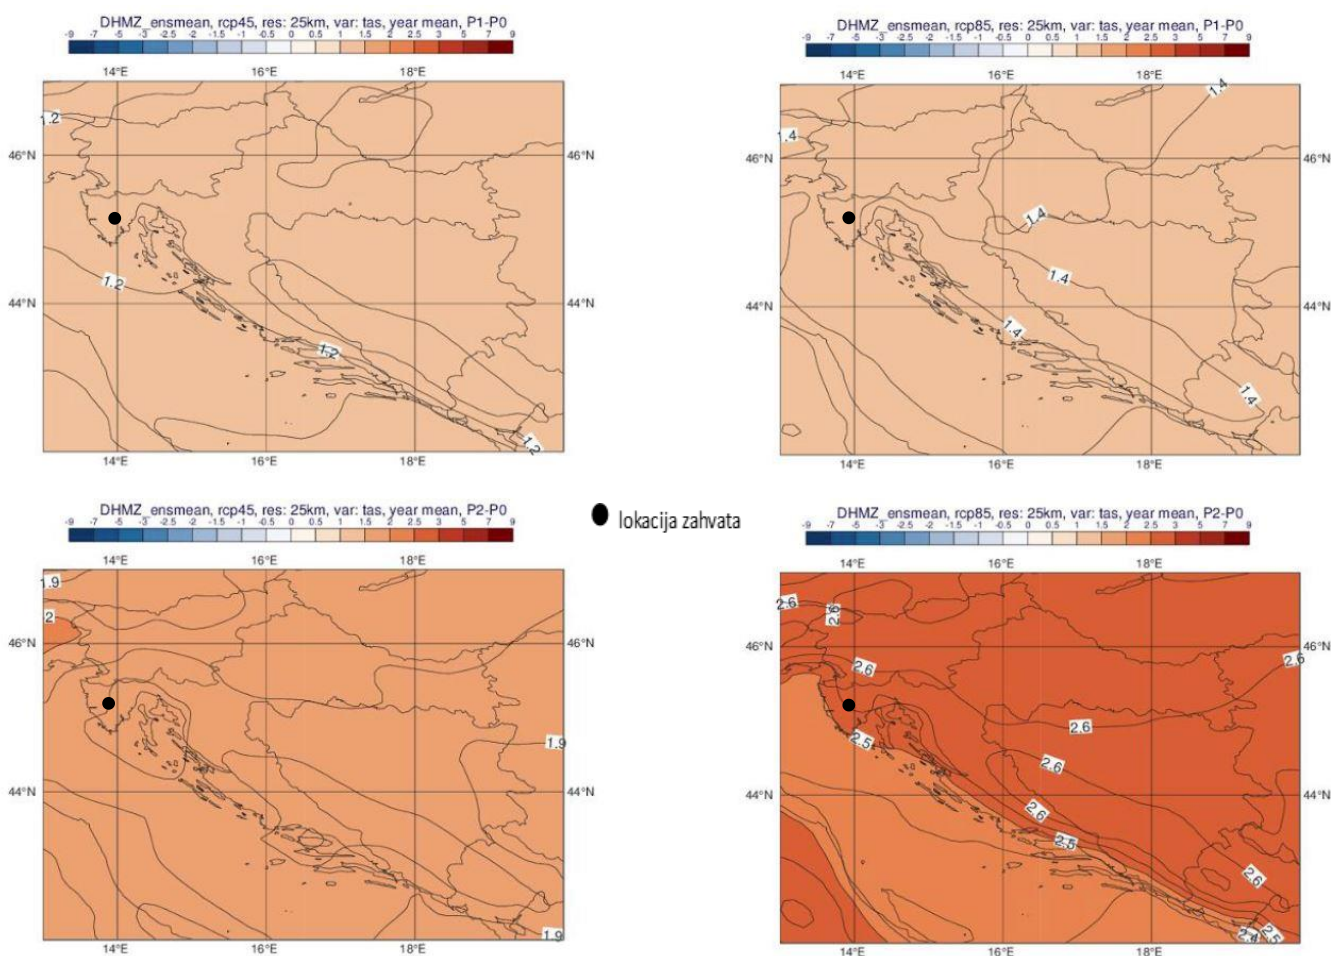 DHMZ_ensmean, rcp45, res: 25km, var: tas, year mean, P1-P0
-9 -7 -5 -3 -2.5 -2 -1.5 -1 -0.5 0 0.5 1 1.5 2 2.5 3 5 7 9
14°E 16°E 18°E
1.2
46°N 46°N
1.2
44°N 44°N
1.2
1.2
14°E 16°E 18°E
DHMZ_ensmean, rcp85, res: 25km, var: tas, year mean, P1-P0
-9 -7 -5 -3 -2.5 -2 -1.5 -1 -0.5 0 0.5 1 1.5 2 2.5 3 5 7 9
14°E 16°E 18°E
1.4
1.4
46°N 46°N
1.4
1.4
44°N 44°N
1.4
1.4
14°E 16°E 18°E
lokacija zahvata
DHMZ_ensmean, rcp45, res: 25km, var: tas, year mean, P2-P0
-9 -7 -5 -3 -2.5 -2 -1.5 -1 -0.5 0 0.5 1 1.5 2 2.5 3 5 7 9
14°E 16°E 18°E
1.9
2
46°N 46°N
1.9
44°N 44°N
1.9
14°E 16°E 18°E
DHMZ_ensmean, rcp85, res: 25km, var: tas, year mean, P2-P0
-9 -7 -5 -3 -2.5 -2 -1.5 -1 -0.5 0 0.5 1 1.5 2 2.5 3 5 7 9
14°E 16°E 18°E
2.6 2.6
46°N 46°N
2.6 2.6
2.6
2.5
2.6
44°N 44°N
2.6
2.5
2.6
2.5
2.4
14°E 16°E 18°E